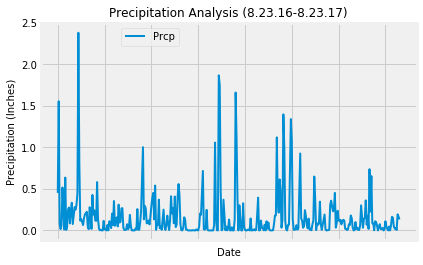 Precipitation Analysis (8.23.16-8.23.17)
Prcp
Precipitation (Inches)
2.5
2.0
1.5
1.0
0.5
0.0
Date